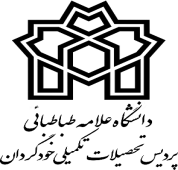 دانشگاه علامه طباطبائی
پردیس تحصیلات تکمیلی خودگردان